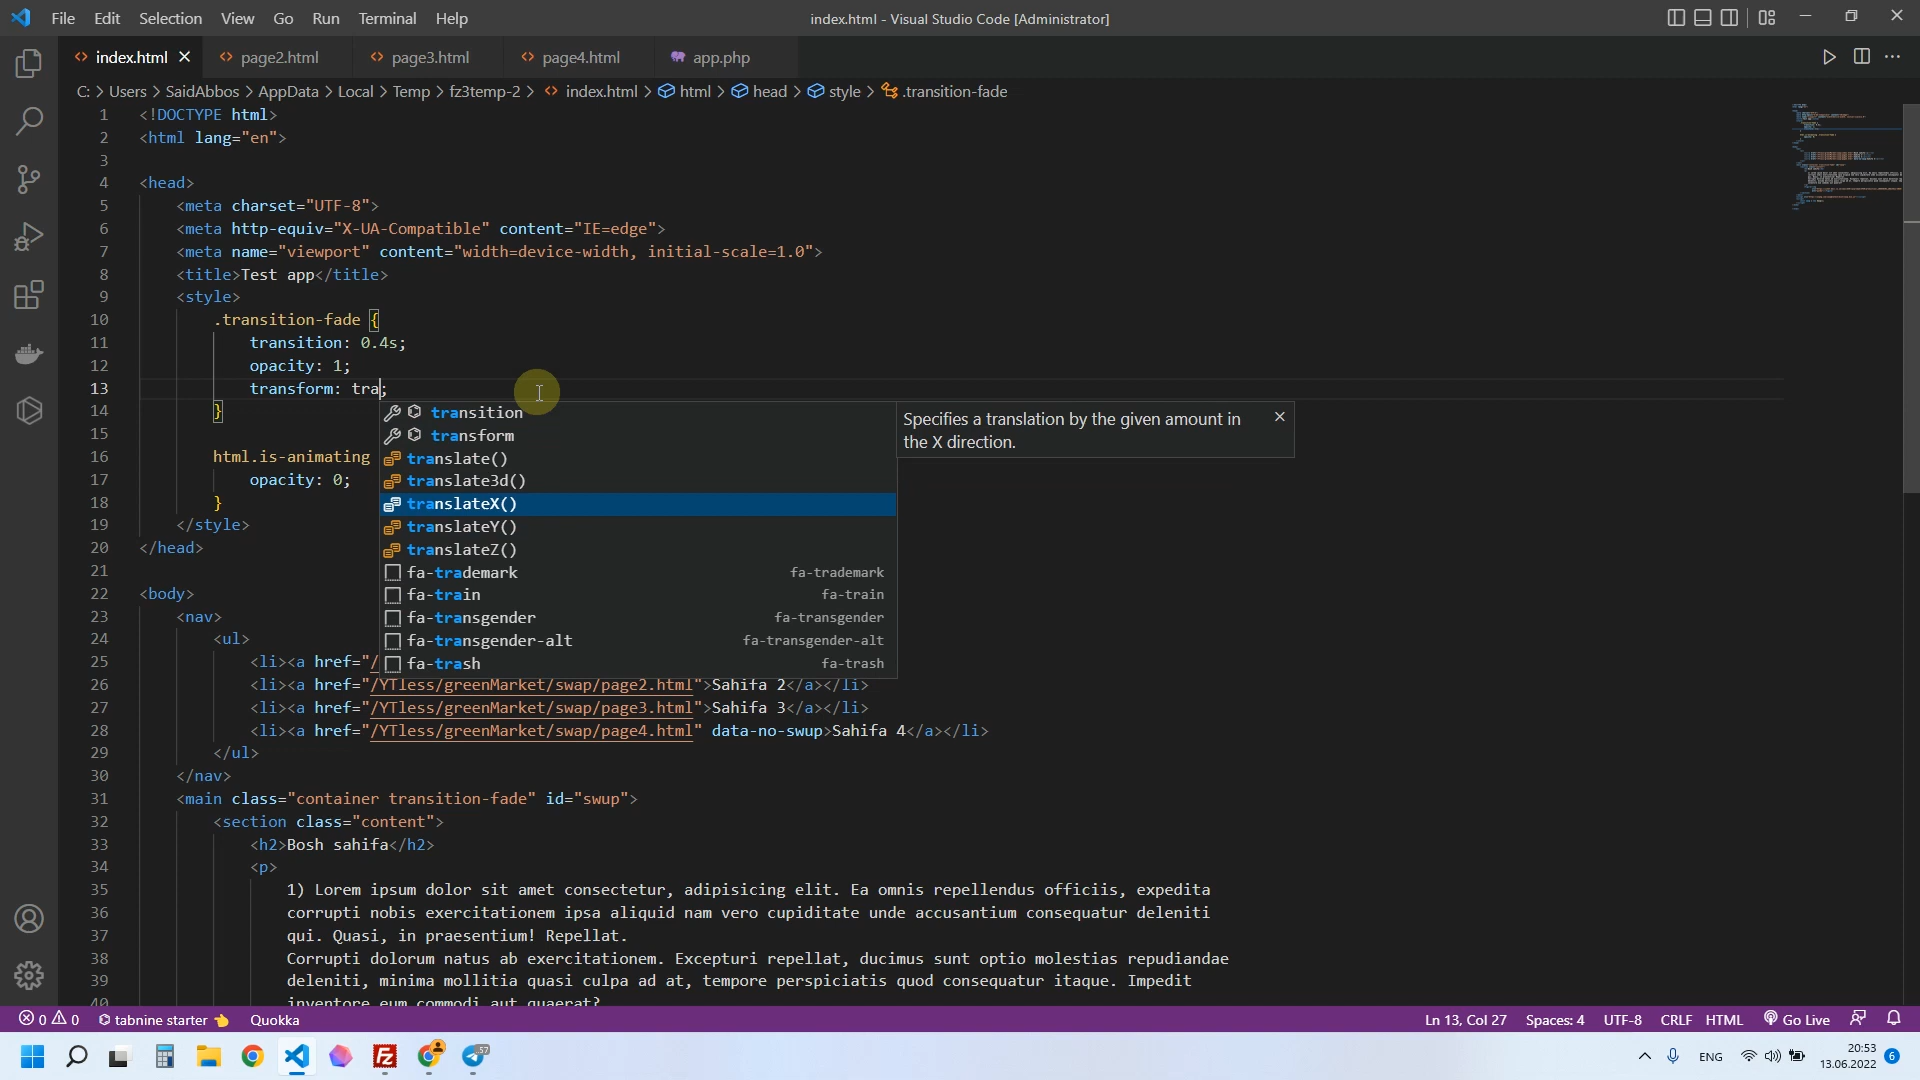 File Edit Selection View Go Run Terminal Help index.html - Visual Studio Code [Administrator]
index.html page2.html page3.html page4.html app.php
C: > Users > SaidAbbos > AppData > Local > Temp > fz3temp-2 > index.html > html > head > style > .transition-fade
1 <!DOCTYPE html>
2 <html lang="en">
3
4 <head>
5 <meta charset="UTF-8">
6 <meta http-equiv="X-UA-Compatible" content="IE=edge">
7 <meta name="viewport" content="width=device-width, initial-scale=1.0">
8 <title>Test app</title>
9 <style>
10 .transition-fade {
11 transition: 0.4s;
12 opacity: 1;
13 transform: tra;
14 }
15
16 html.is-animating
17 opacity: 0;
18 }
19 </style>
20 </head>
21
22 <body>
23 <nav>
24 <ul>
25 <li><a href="/
26 <li><a href="/YTless/greenMarket/swap/page2.html">Sahifa 2</a></li>
27 <li><a href="/YTless/greenMarket/swap/page3.html">Sahifa 3</a></li>
28 <li><a href="/YTless/greenMarket/swap/page4.html" data-no-swup>Sahifa 4</a></li>
29 </ul>
30 </nav>
31 <main class="container transition-fade" id="swup">
32 <section class="content">
33 <h2>Bosh sahifa</h2>
34 <p>
35 1) Lorem ipsum dolor sit amet consectetur, adipisicing elit. Ea omnis repellendus officiis, expedita
36 corrupti nobis exercitationem ipsa aliquid nam vero cupiditate unde accusantium consequatur deleniti
37 qui. Quasi, in praesentium! Repellat.
38 Corrupti dolorum natus ab exercitationem. Excepturi repellat, ducimus sunt optio molestias repudiandae
39 deleniti, minima mollitia quasi culpa ad at, tempore perspiciatis quod consequatur itaque. Impedit
40 inventore eum commodi aut quaerat?
transition
transform
translate()
translate3d()
translateX()
translateY()
translateZ()
fa-trademark fa-trademark
fa-train fa-train
fa-transgender fa-transgender
fa-transgender-alt fa-transgender-alt
fa-trash fa-trash
Specifies a translation by the given amount in
the X direction.
0 0 tabnine starter Quokka Ln 13, Col 27 Spaces: 4 UTF-8 CRLF HTML Go Live
57 ENG 20:53
13.06.2022 6